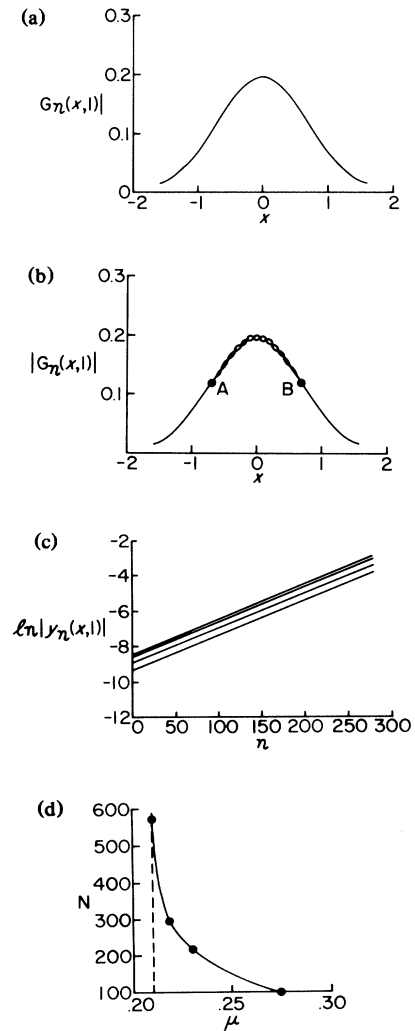 (a)
0.3
0.2
0.1
0
Gn(x,1)|
-2 -1 0 1 2
x
(b)
0.3
0.2
0.1
|Gn(x,1)|
A B
-2 -1 0 1 2
x
(c)
-2
-4
-6
-8
-10
-12
ℓn|yn(x,1)|
0 50 100 150 200 250 300
n
(d)
600
500
400
300
200
100
N
.20 .25 .30
μ